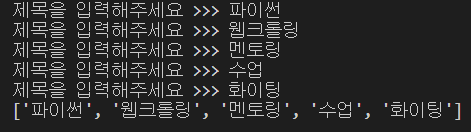 제목을 입력해주세요 >>> 파이썬
제목을 입력해주세요 >>> 웹크롤링
제목을 입력해주세요 >>> 멘토링
제목을 입력해주세요 >>> 수업
제목을 입력해주세요 >>> 화이팅
['파이썬', '웹크롤링', '멘토링', '수업', '화이팅']